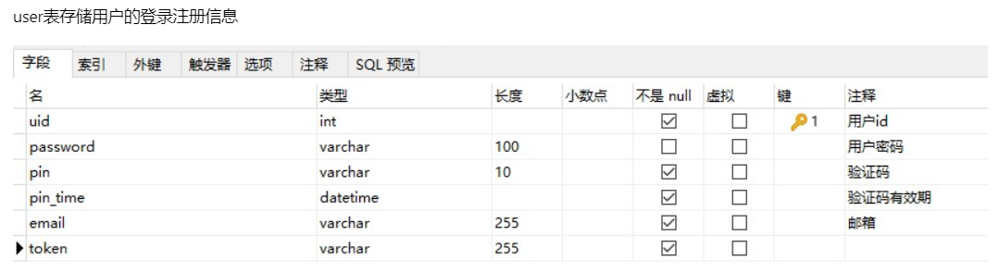 user表存储用户的登录注册信息
字段 索引 外键 触发器 选项 注释 SQL 预览
名 类型 长度 小数点 不是 null 虚拟 键 注释
uid int 1 用户id
password varchar 100 用户密码
pin varchar 10 验证码
pin_time datetime 验证码有效期
email varchar 255 邮箱
token varchar 255